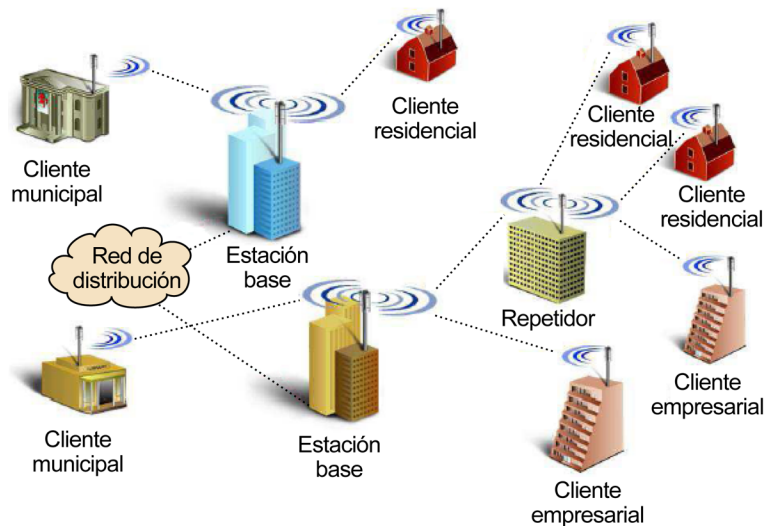 Cliente
municipal
Cliente
residencial
Cliente
residencial
Cliente
residencial
Red de
distribución
Estación
base
Repetidor
Cliente
municipal
Estación
base
Cliente
empresarial
Cliente
empresarial